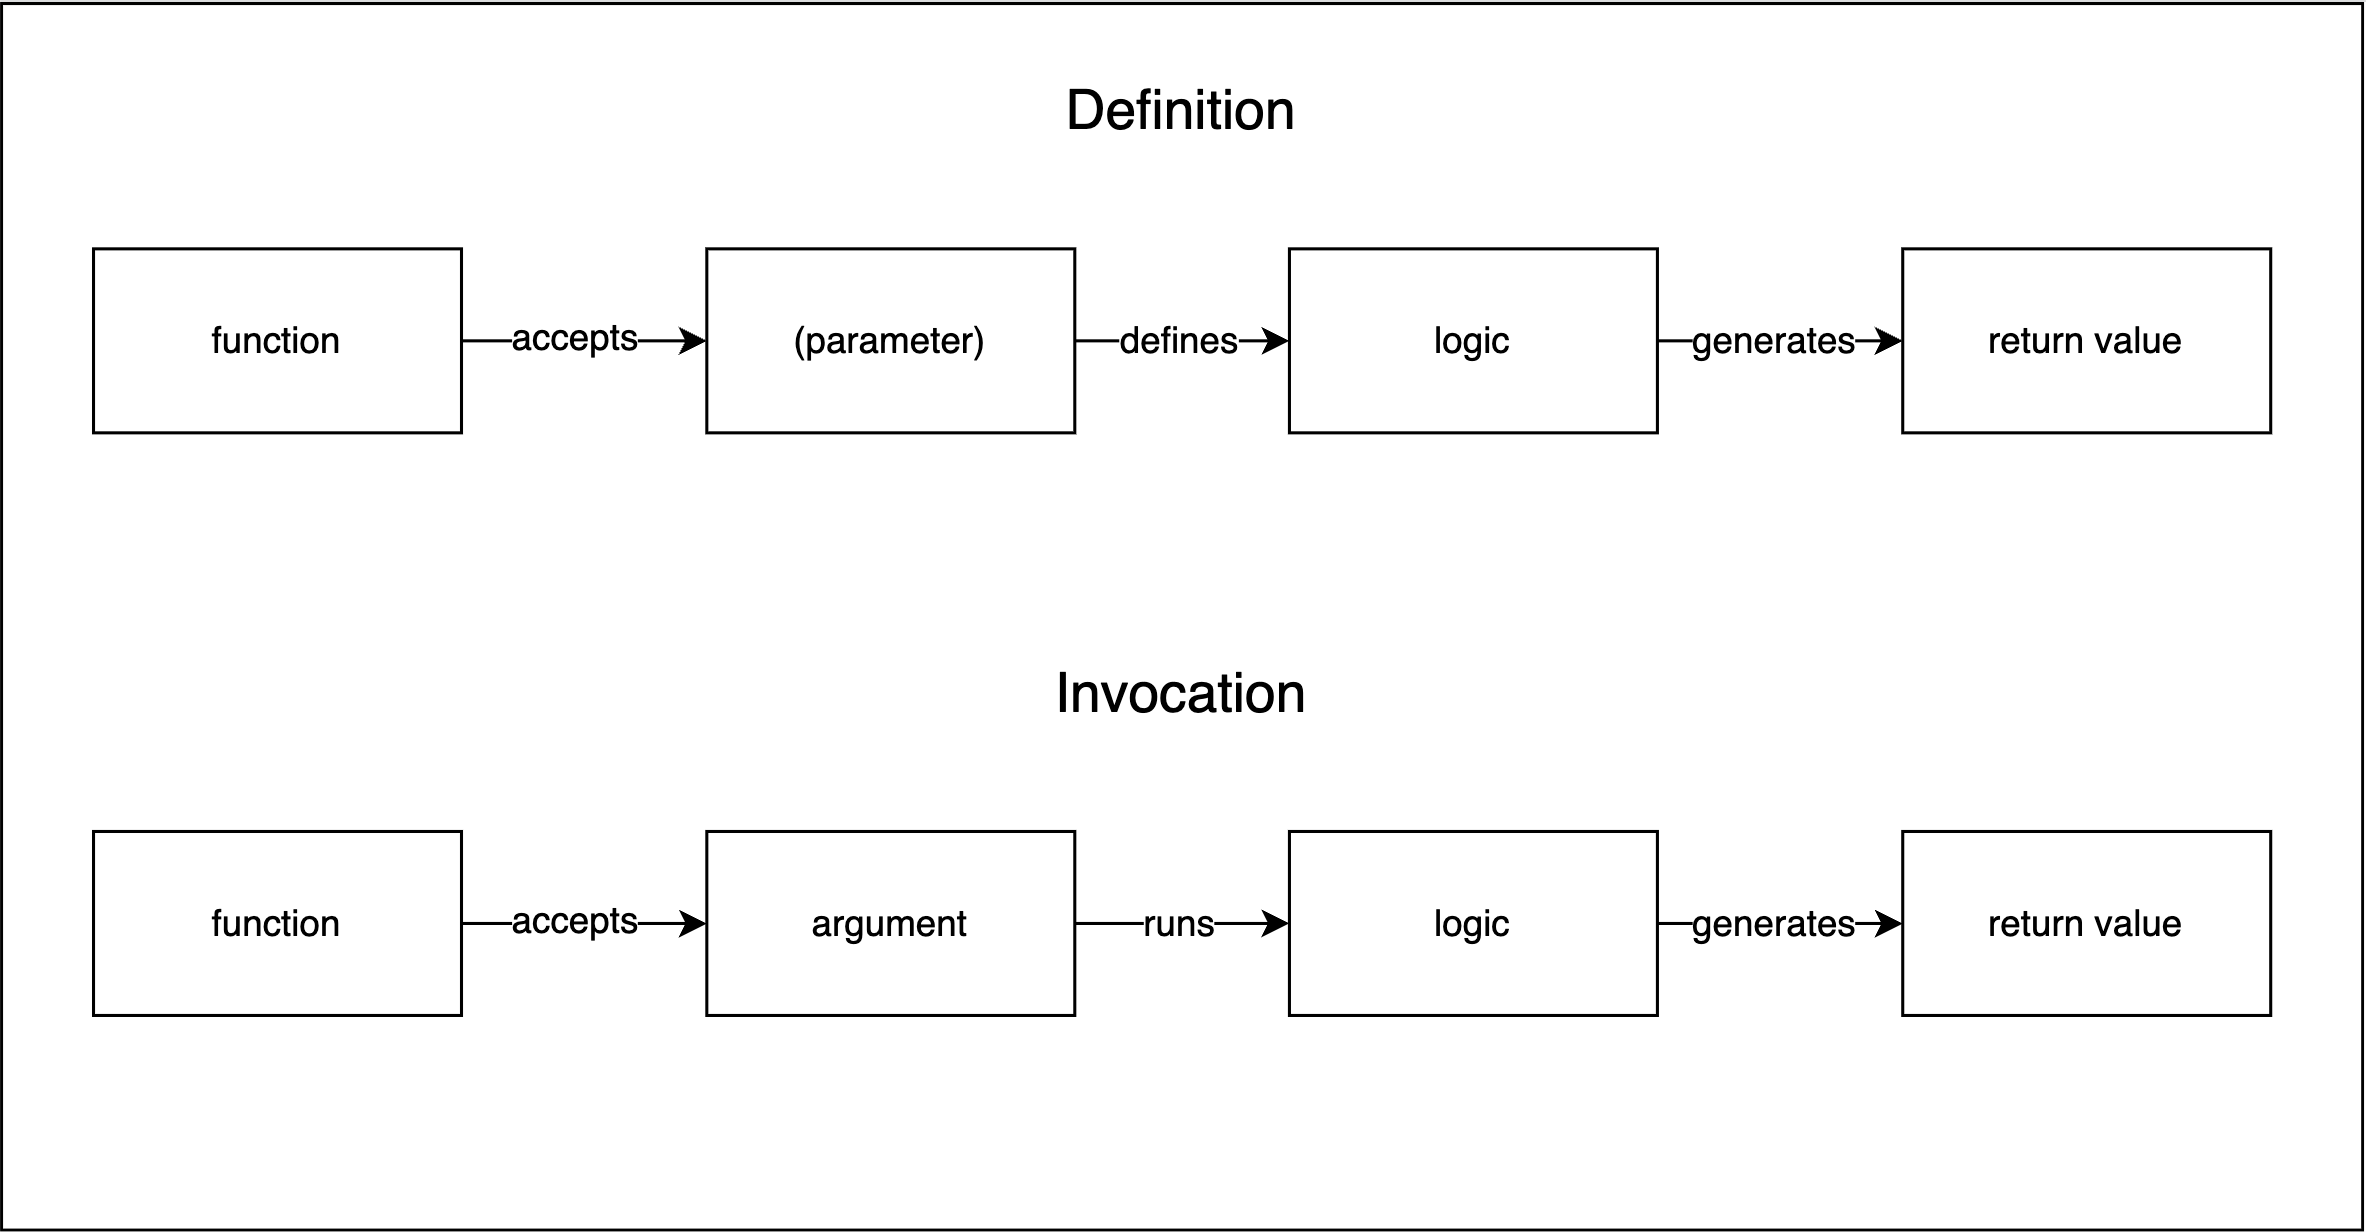 Definition
function
accepts
(parameter)
defines
logic
generates
return value
Invocation
function
accepts
argument
runs
logic
generates
return value